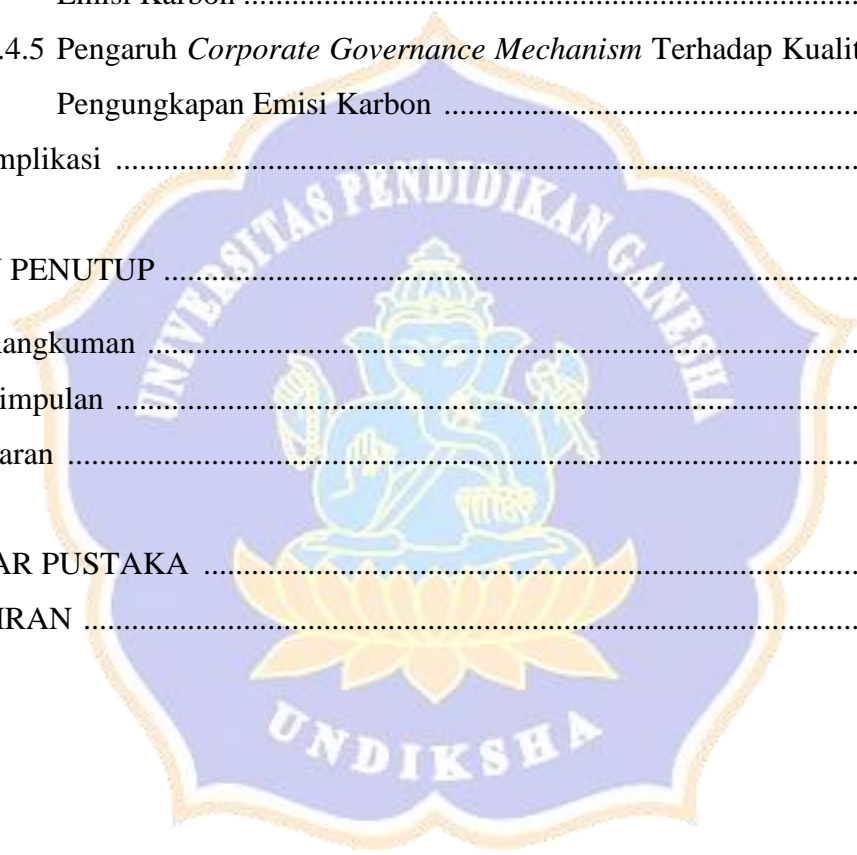 Emisi Karbon ...............................................................
.4.5 Pengaruh Corporate Governance Mechanism Terhadap Kualit
Pengungkapan Emisi Karbon ..........................................
mplikasi ....................................................................................
PENUTUP ..............................................................................
angkuman ................................................................................
impulan ....................................................................................
aran ..........................................................................................
AR PUSTAKA ........................................................................
IRAN ........................................................................................
UNIVERSITAS PENDIDIKAN GANESHA
UNDIKSHA